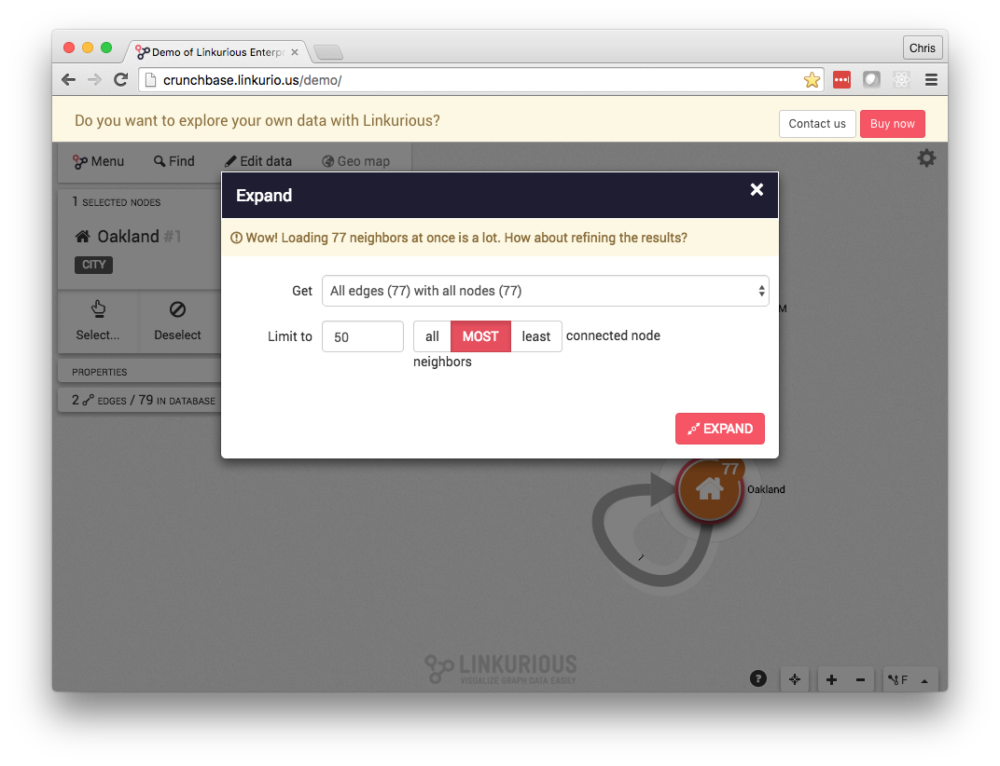 Demo of Linkurious Enterpr
Chris
crunchbase.linkurio.us/demo/
Do you want to explore your own data with Linkurious?
Contact us
Buy now
Menu
Find
Edit data
Geo map
1 SELECTED NODES
Oakland #1
CITY
Select...
Deselect
PROPERTIES
2 EDGES / 79 IN DATABASE
Expand
Wow! Loading 77 neighbors at once is a lot. How about refining the results?
Get
All edges (77) with all nodes (77)
Limit to
50
all
MOST
least
connected node
neighbors
EXPAND
M
77
Oakland
LINKURIOUS
VISUALIZE GRAPH DATA EASILY
F